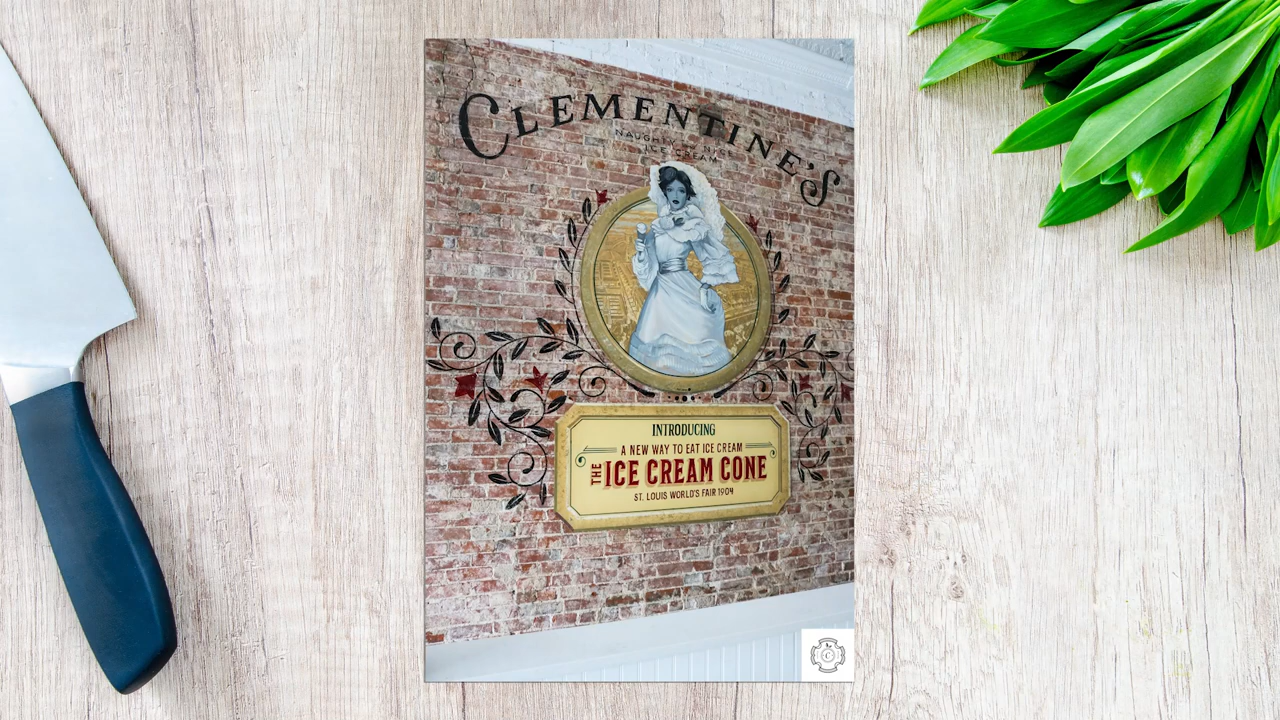 CLEMENTINE'S
NAUGHTY & NICE
ICE CREAM
INTRODUCING
A NEW WAY TO EAT ICE CREAM
THE ICE CREAM CONE
ST. LOUIS WORLD'S FAIR 1904